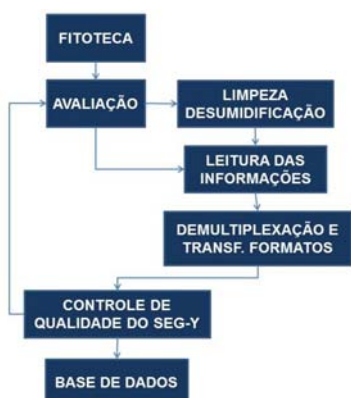 FITOTECA
AVALIAÇÃO
LIMPEZA
DESUMIDIFICAÇÃO
LEITURA DAS
INFORMAÇÕES
DEMULTIPLEXAÇÃO E
TRANSF. FORMATOS
CONTROLE DE
QUALIDADE DO SEG-Y
BASE DE DADOS